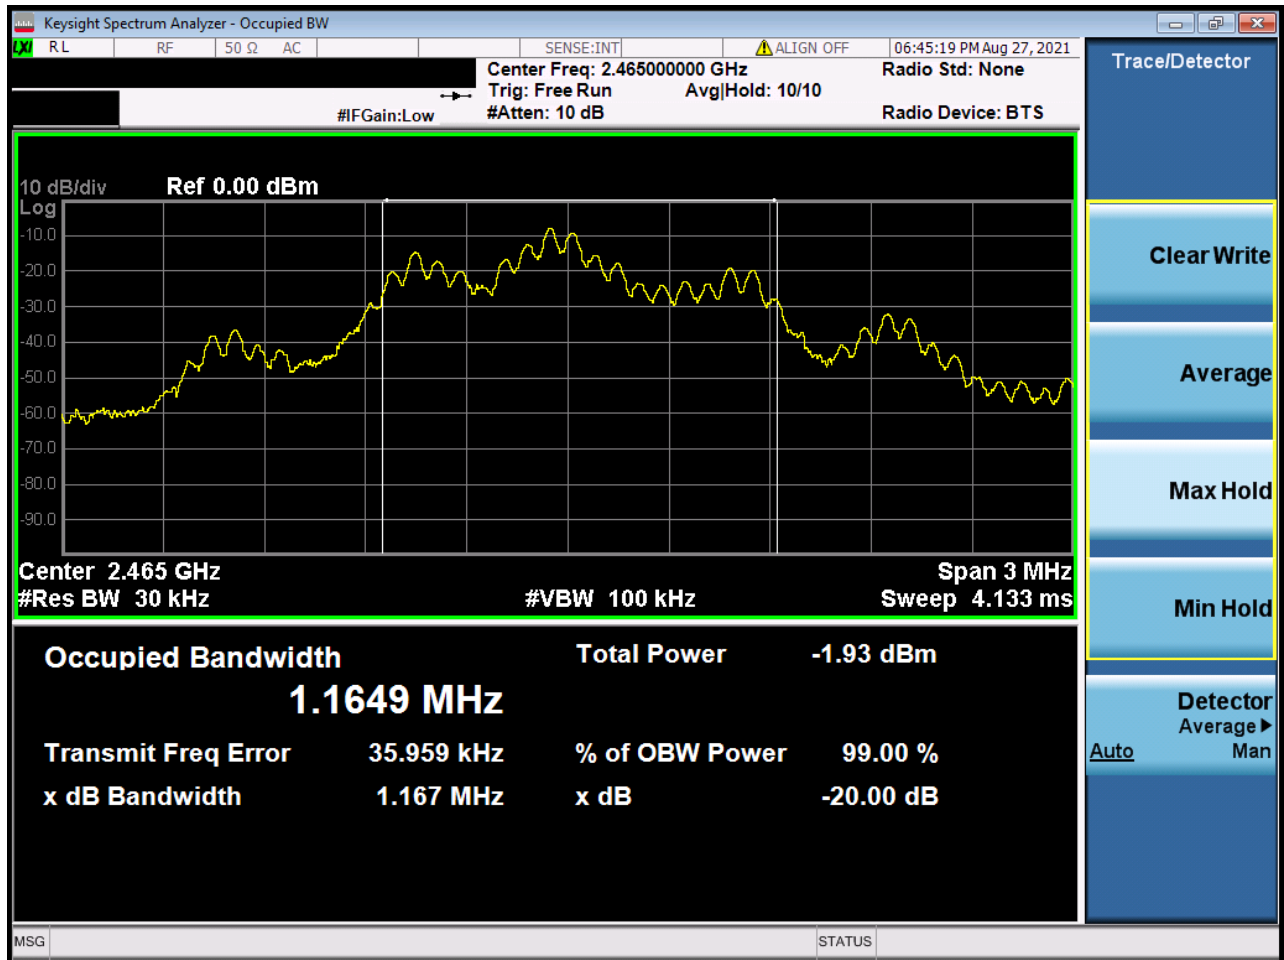 Keysight Spectrum Analyzer - Occupied BW
LXI RL RF 50 Ω AC SENSE:INT ALIGN OFF 06:45:19 PM Aug 27, 2021
Center Freq: 2.465000000 GHz Radio Std: None
Trig: Free Run Avg|Hold: 10/10
#IFGain:Low #Atten: 10 dB Radio Device: BTS
10 dB/div Ref 0.00 dBm
Log
-10.0
-20.0
-30.0
-40.0
-50.0
-60.0
-70.0
-80.0
-90.0
Center 2.465 GHz Span 3 MHz
#Res BW 30 kHz #VBW 100 kHz Sweep 4.133 ms
Occupied Bandwidth Total Power -1.93 dBm
1.1649 MHz
Transmit Freq Error 35.959 kHz % of OBW Power 99.00 %
x dB Bandwidth 1.167 MHz x dB -20.00 dB
MSG STATUS
Trace/Detector
Clear Write
Average
Max Hold
Min Hold
Detector
Average
Auto Man